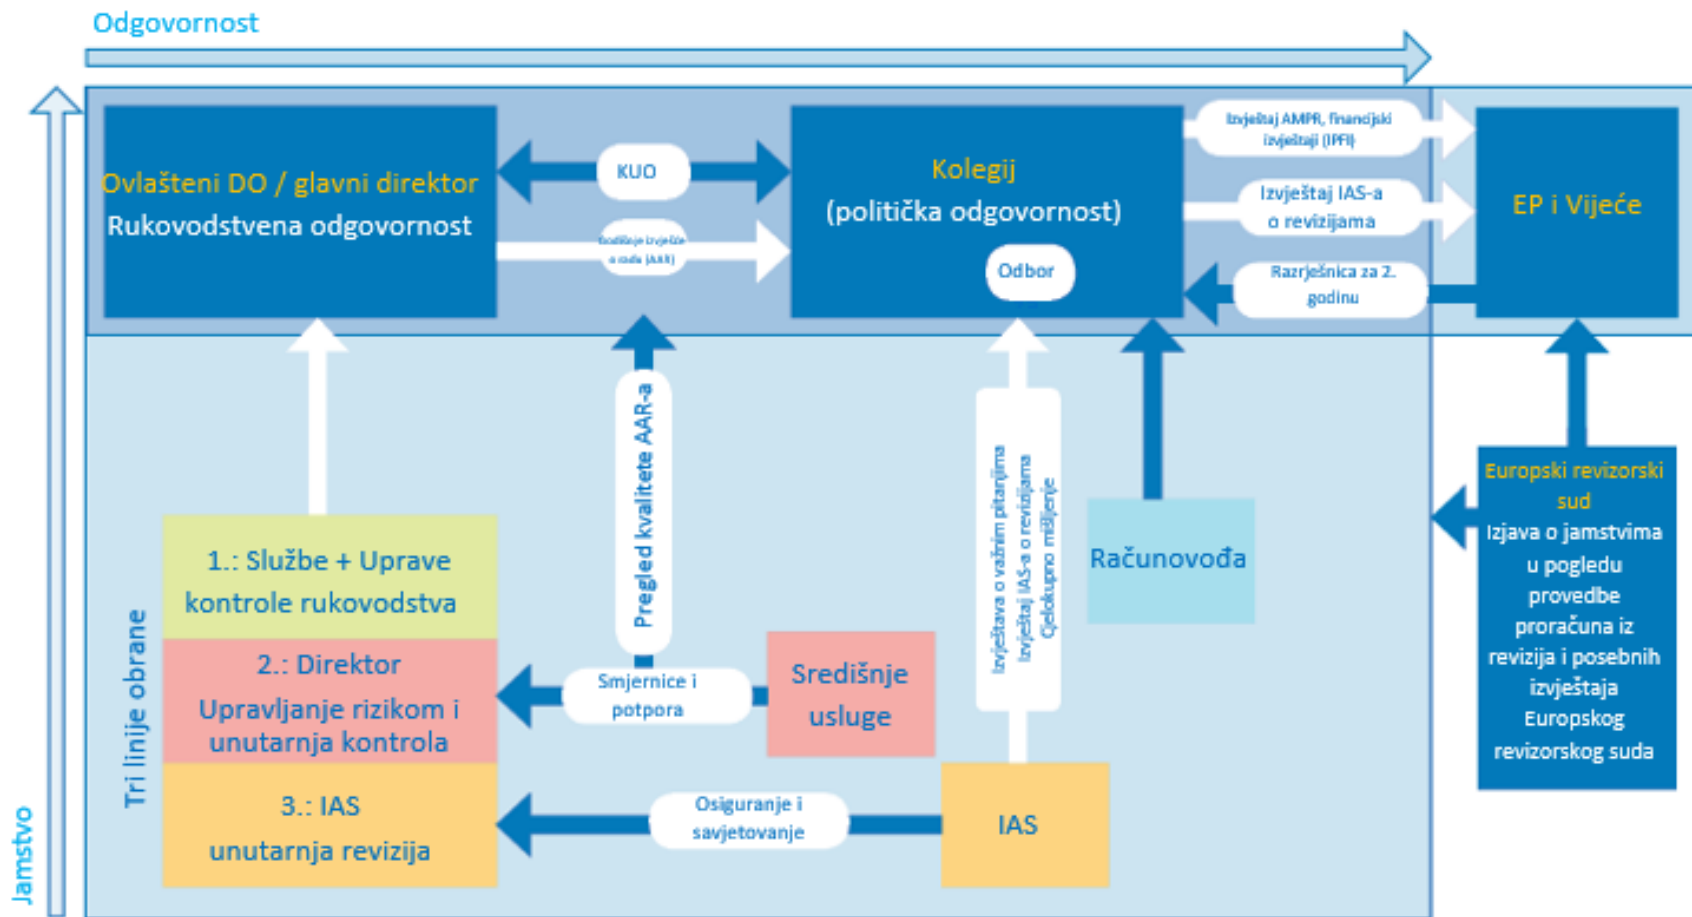 Odgovornost
Ovlašteni DO / glavni direktor
Rukovodstvena odgovornost
KUO
Godišnje izvješće
o radu (AAR)
Kolegij
(politička odgovornost)
Odbor
Izvještaj AMPR, financijski
izvještaji (IPFI)
Izvještaj IAS-a
o revizijama
Razrješnica za 2.
godinu
EP i Vijeće
Pregled kvalitete AAR-a
Izvještava o važnim pitanjima
Izvještaj IAS-a o revizijama
Cjelokupno mišljenje
Računovođa
Europski revizorski
sud
Izjava o jamstvima
u pogledu
provedbe
proračuna iz
revizija i posebnih
izvještaja
Europskog
revizorskog suda
Tri linije obrane
1.: Službe + Uprave
kontrole rukovodstva
2.: Direktor
Upravljanje rizikom i
unutarnja kontrola
3.: IAS
unutarnja revizija
Smjernice i
potpora
Središnje
usluge
Osiguranje i
savjetovanje
IAS
Jamstvo